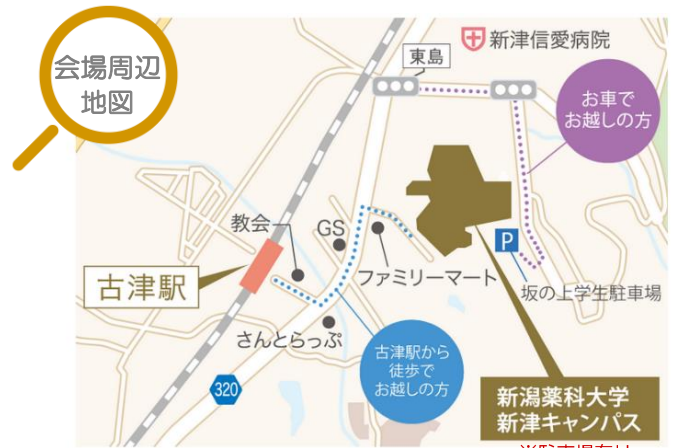 会場周辺
地図
東島
新津信愛病院
お車で
お越しの方
教会
GS
ファミリーマート
P
坂の上学生駐車場
古津駅
さんとらっぷ
古津駅から
徒歩で
お越しの方
320
新潟薬科大学
新津キャンパス